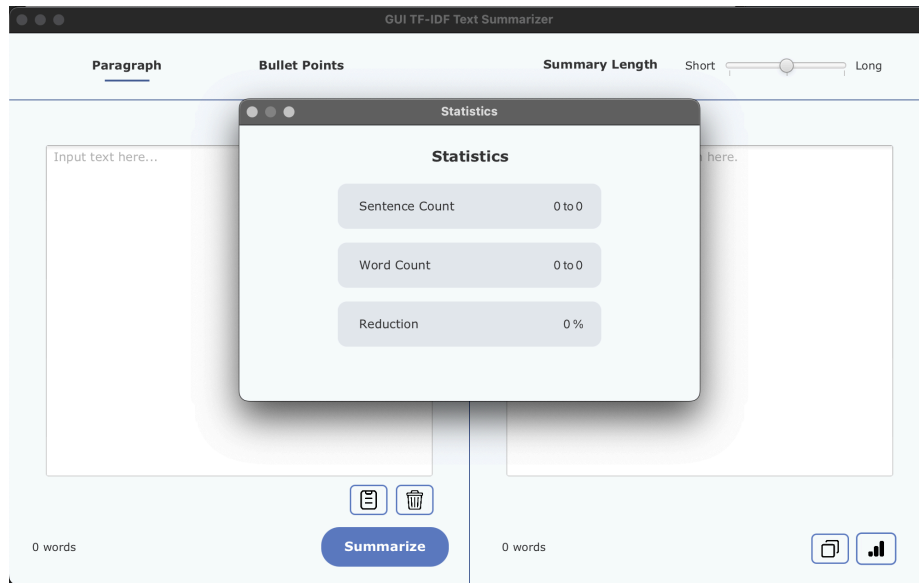 GUI TF-IDF Text Summarizer
Paragraph
Bullet Points
Summary Length
Short
Long
Statistics
Input text here...
here.
Statistics
Sentence Count
0 to 0
Word Count
0 to 0
Reduction
0 %
Summarize
0 words
0 words